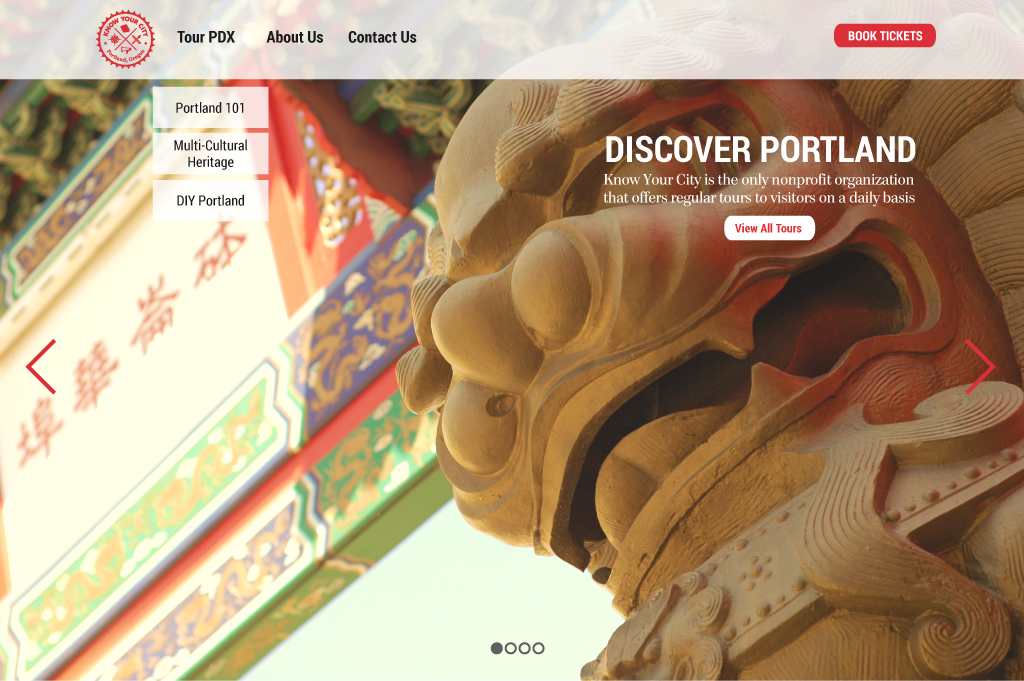 KNOW YOUR CITY
Portland, Oregon
Tour PDX
About Us
Contact Us
BOOK TICKETS
Portland 101
Multi-Cultural
Heritage
DIY Portland
DISCOVER PORTLAND
Know Your City is the only nonprofit organization
that offers regular tours to visitors on a daily basis
View All Tours
埠華崙砵